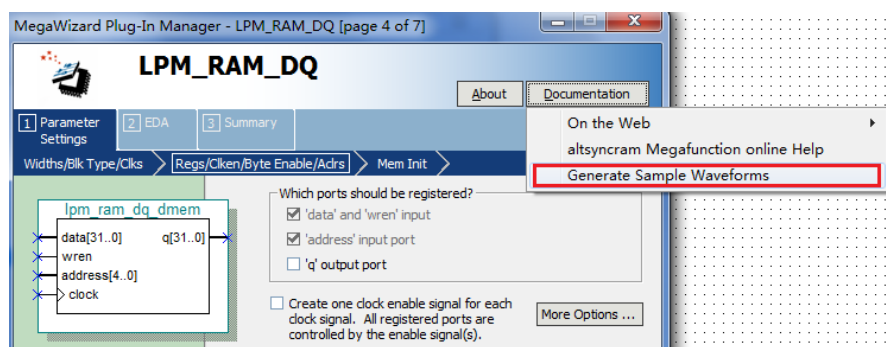 MegaWizard Plug-In Manager - LPM_RAM_DQ [page 4 of 7]
LPM_RAM_DQ
About
Documentation
1 Parameter Settings
2 EDA
3 Summary
On the Web
altsyncram Megafunction online Help
Generate Sample Waveforms
Widths/Blk Type/Clks
Regs/Clken/Byte Enable/Aclrs
Mem Init
lpm_ram_dq_dmem
data[31..0]
q[31..0]
wren
address[4..0]
clock
Which ports should be registered?
'data' and 'wren' input
'address' input port
'q' output port
Create one clock enable signal for each
clock signal. All registered ports are
controlled by the enable signal(s).
More Options ...